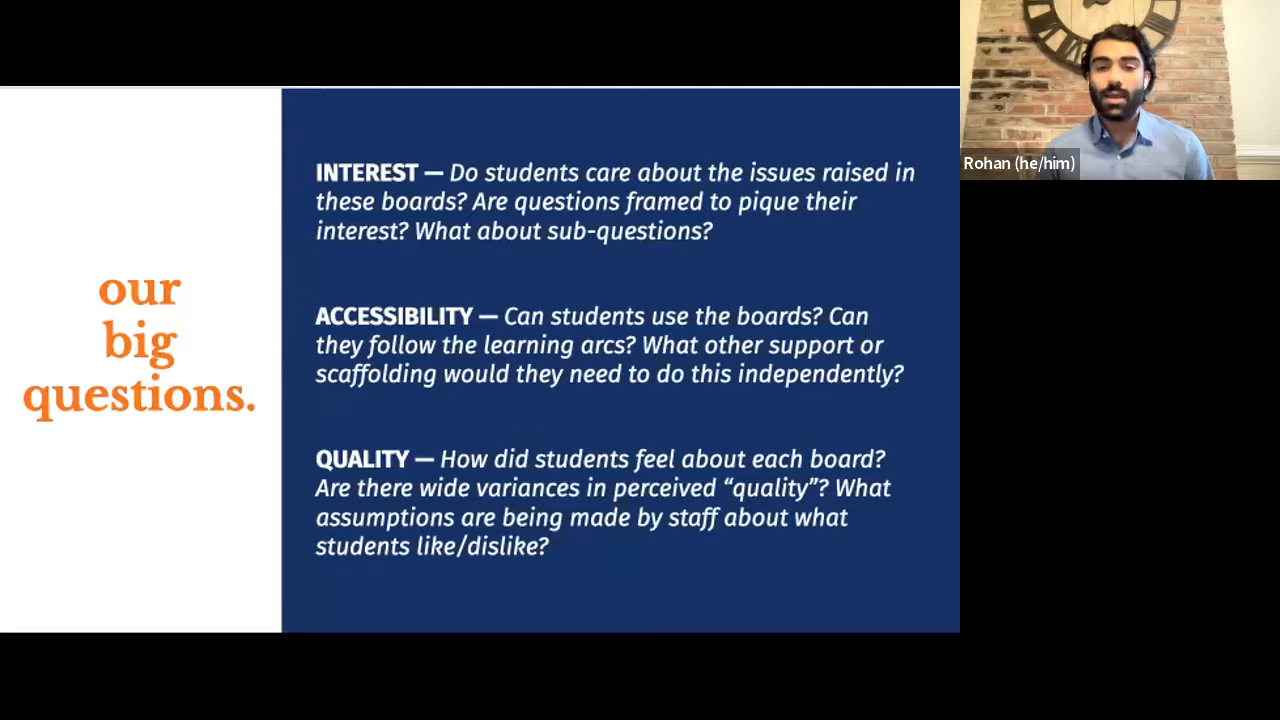 our
big
questions.
INTEREST — Do students care about the issues raised in
these boards? Are questions framed to pique their
interest? What about sub-questions?
ACCESSIBILITY — Can students use the boards? Can
they follow the learning arcs? What other support or
scaffolding would they need to do this independently?
QUALITY — How did students feel about each board?
Are there wide variances in perceived “quality”? What
assumptions are being made by staff about what
students like/dislike?
Rohan (he/him)